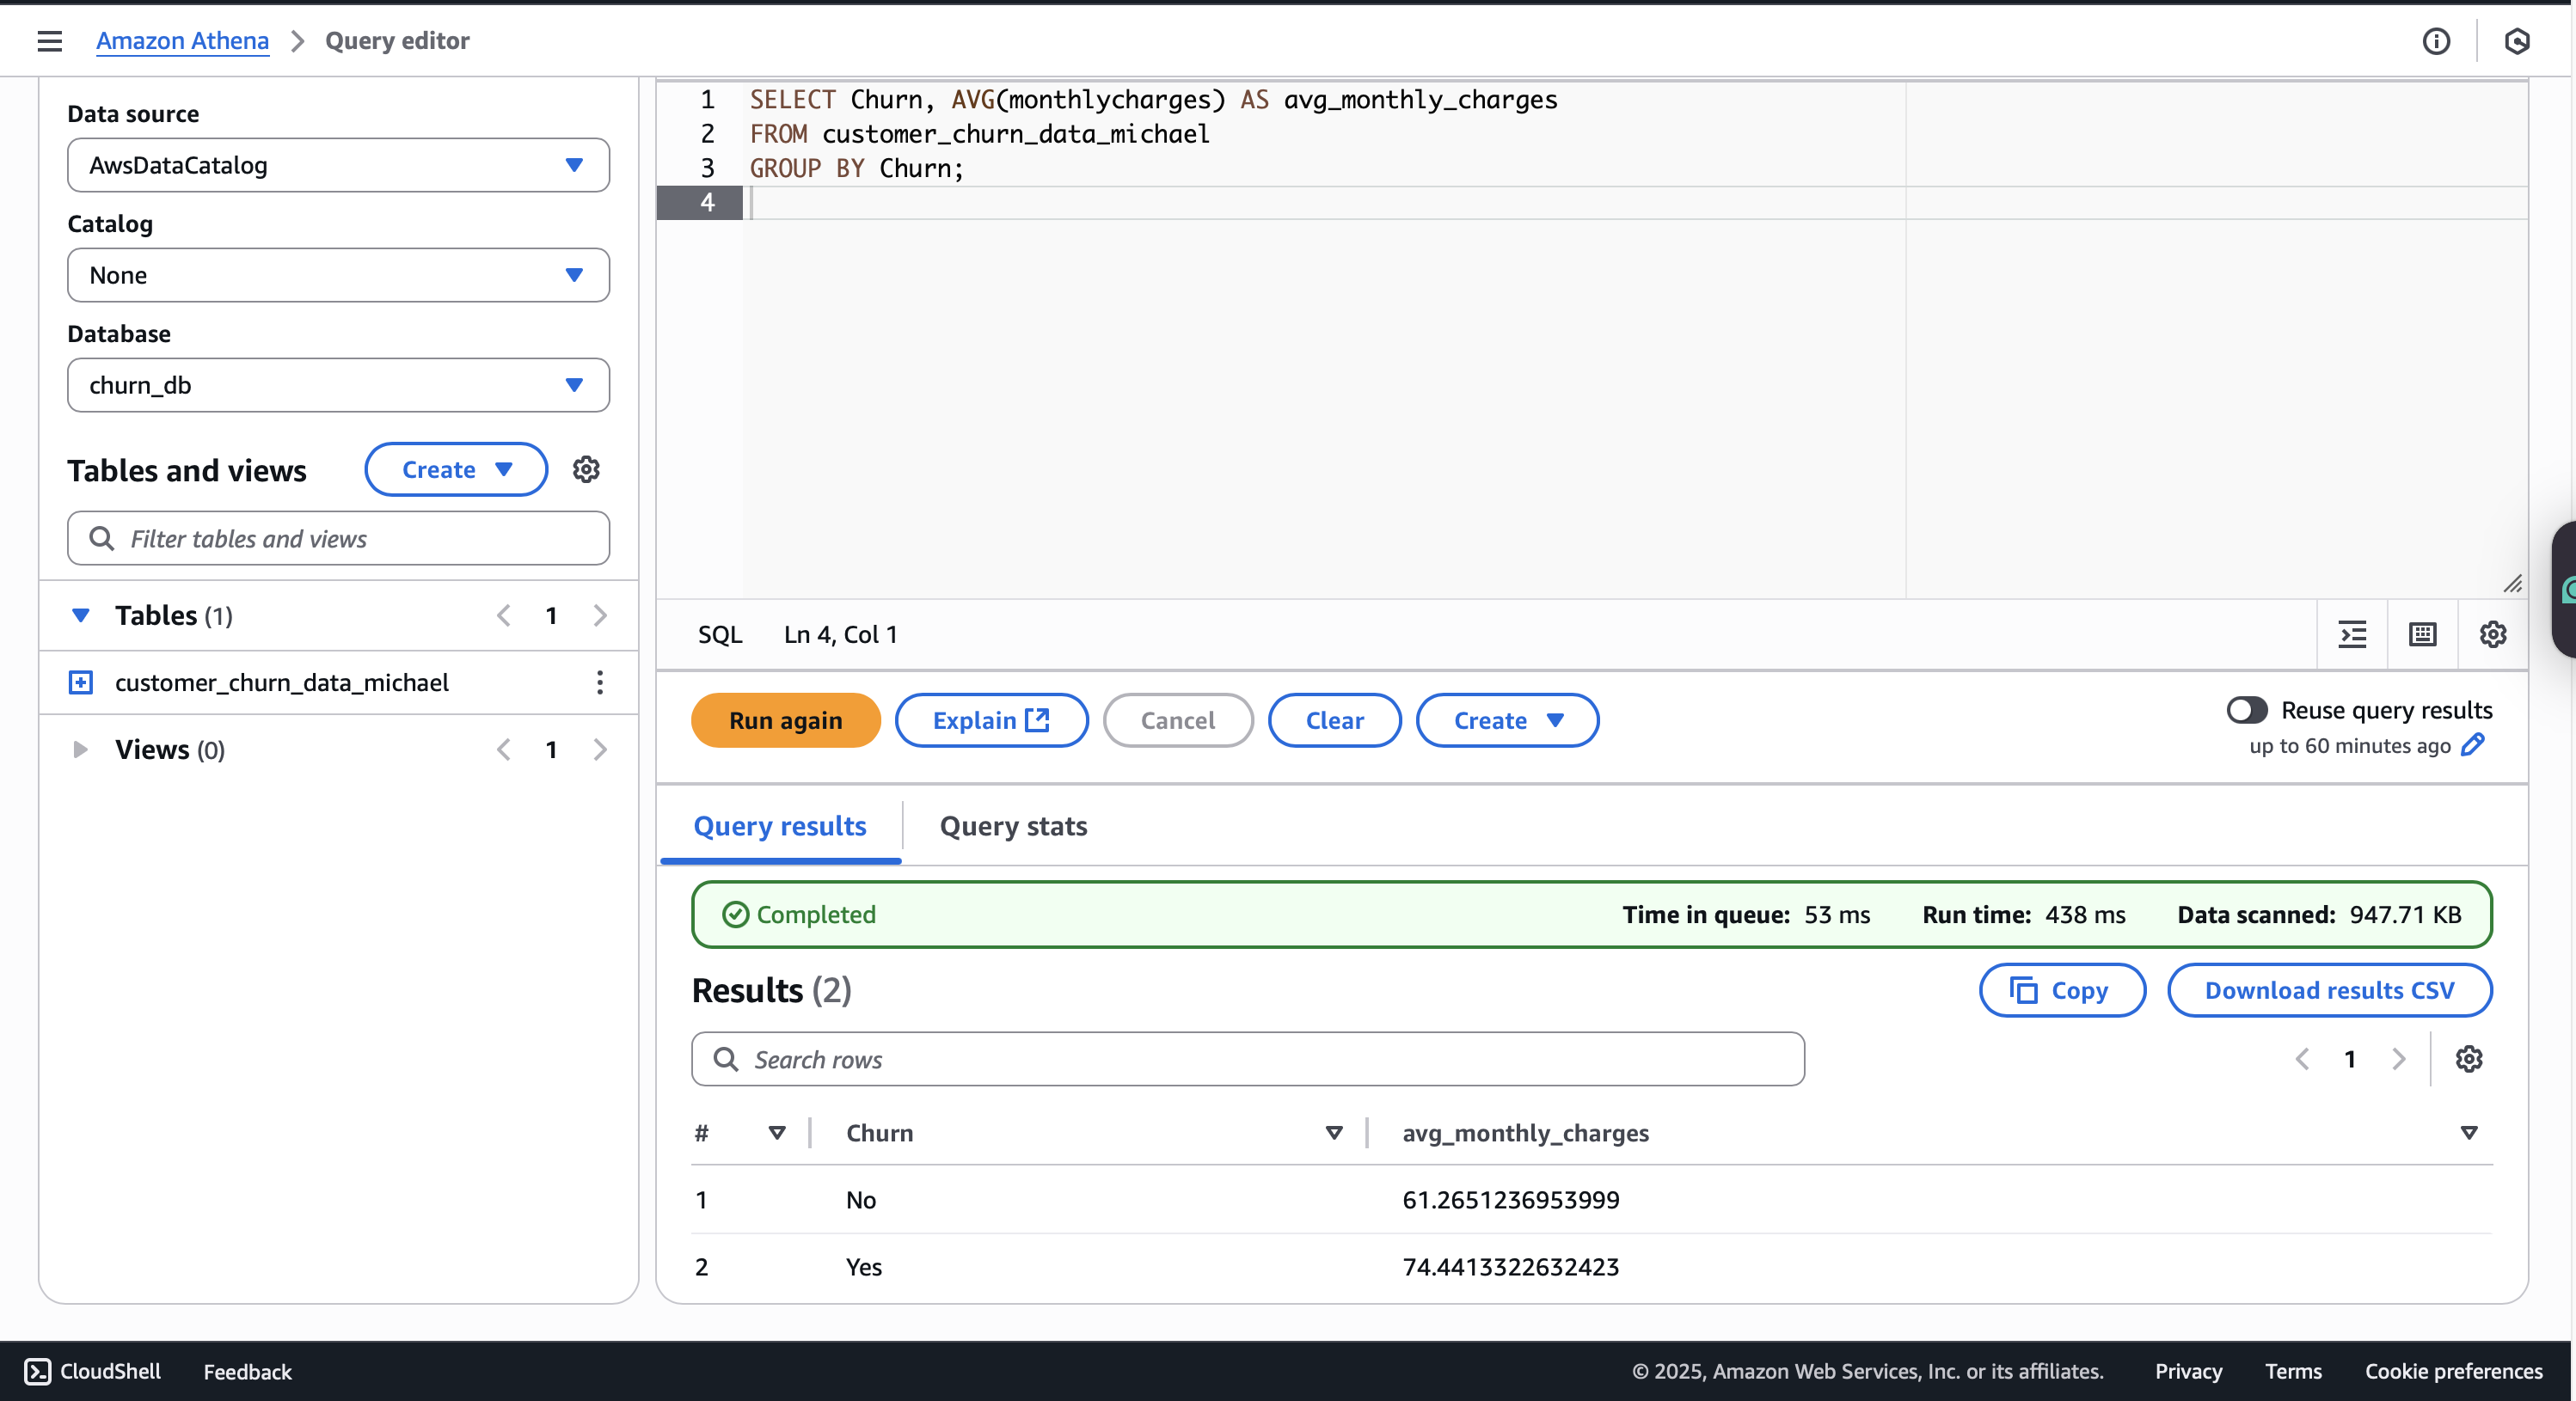 Amazon Athena > Query editor
Data source
AwsDataCatalog
Catalog
None
Database
churn_db
Tables and views
Create
Filter tables and views
Tables (1)
1
customer_churn_data_michael
Views (0)
1
1 SELECT Churn, AVG(monthlycharges) AS avg_monthly_charges
2 FROM customer_churn_data_michael
3 GROUP BY Churn;
4
SQL Ln 4, Col 1
Run again Explain Cancel Clear Create
Reuse query results
up to 60 minutes ago
Query results Query stats
Completed Time in queue: 53 ms Run time: 438 ms Data scanned: 947.71 KB
Results (2)
Copy Download results CSV
Search rows
1
# Churn avg_monthly_charges
1 No 61.2651236953999
2 Yes 74.4413322632423
CloudShell Feedback © 2025, Amazon Web Services, Inc. or its affiliates. Privacy Terms Cookie preferences